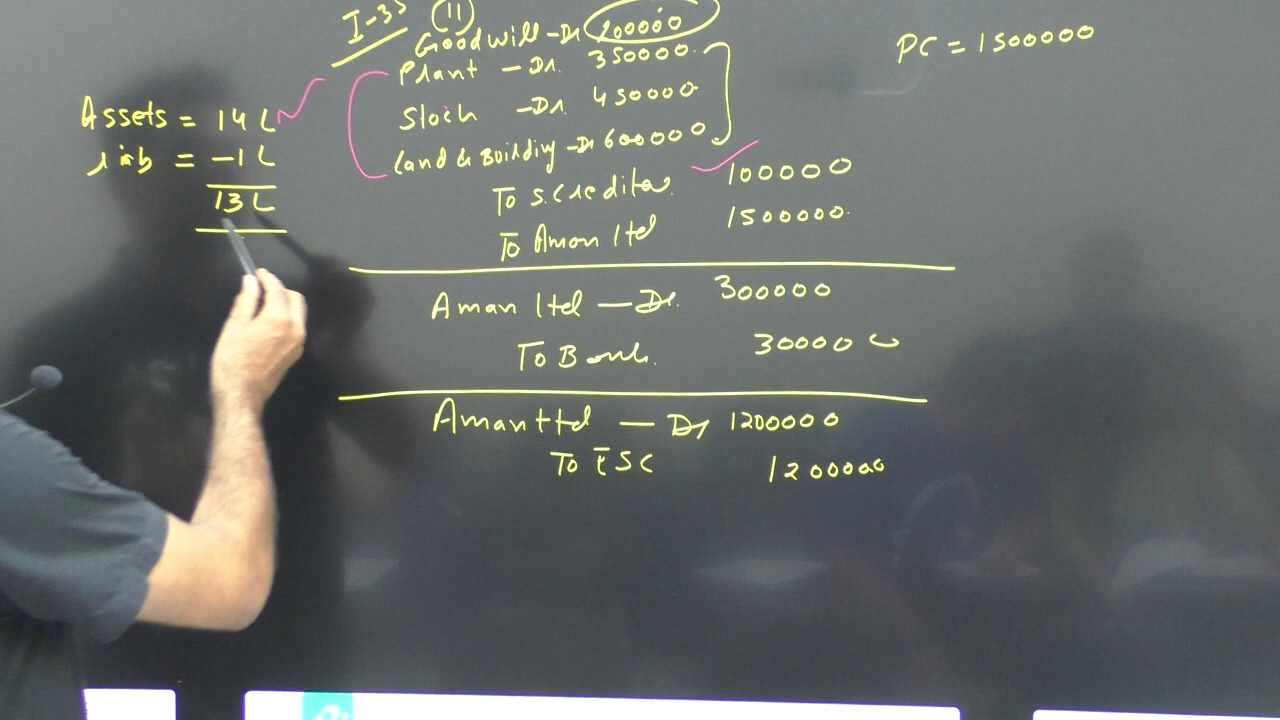 I-35 (11)
Goodwill - Dr 200000
Plant - Dr. 350000
Stock - Dr. 450000
Land & Building - Dr 600000
To S. Creditor 100000
To Aman ltd 1500000
PC = 1500000
Assets = 14 L
liab = -1 L
13 L
Aman ltd - Dr. 300000
To Bank. 300000
Aman ltd - Dr 1200000
To ESC 1200000